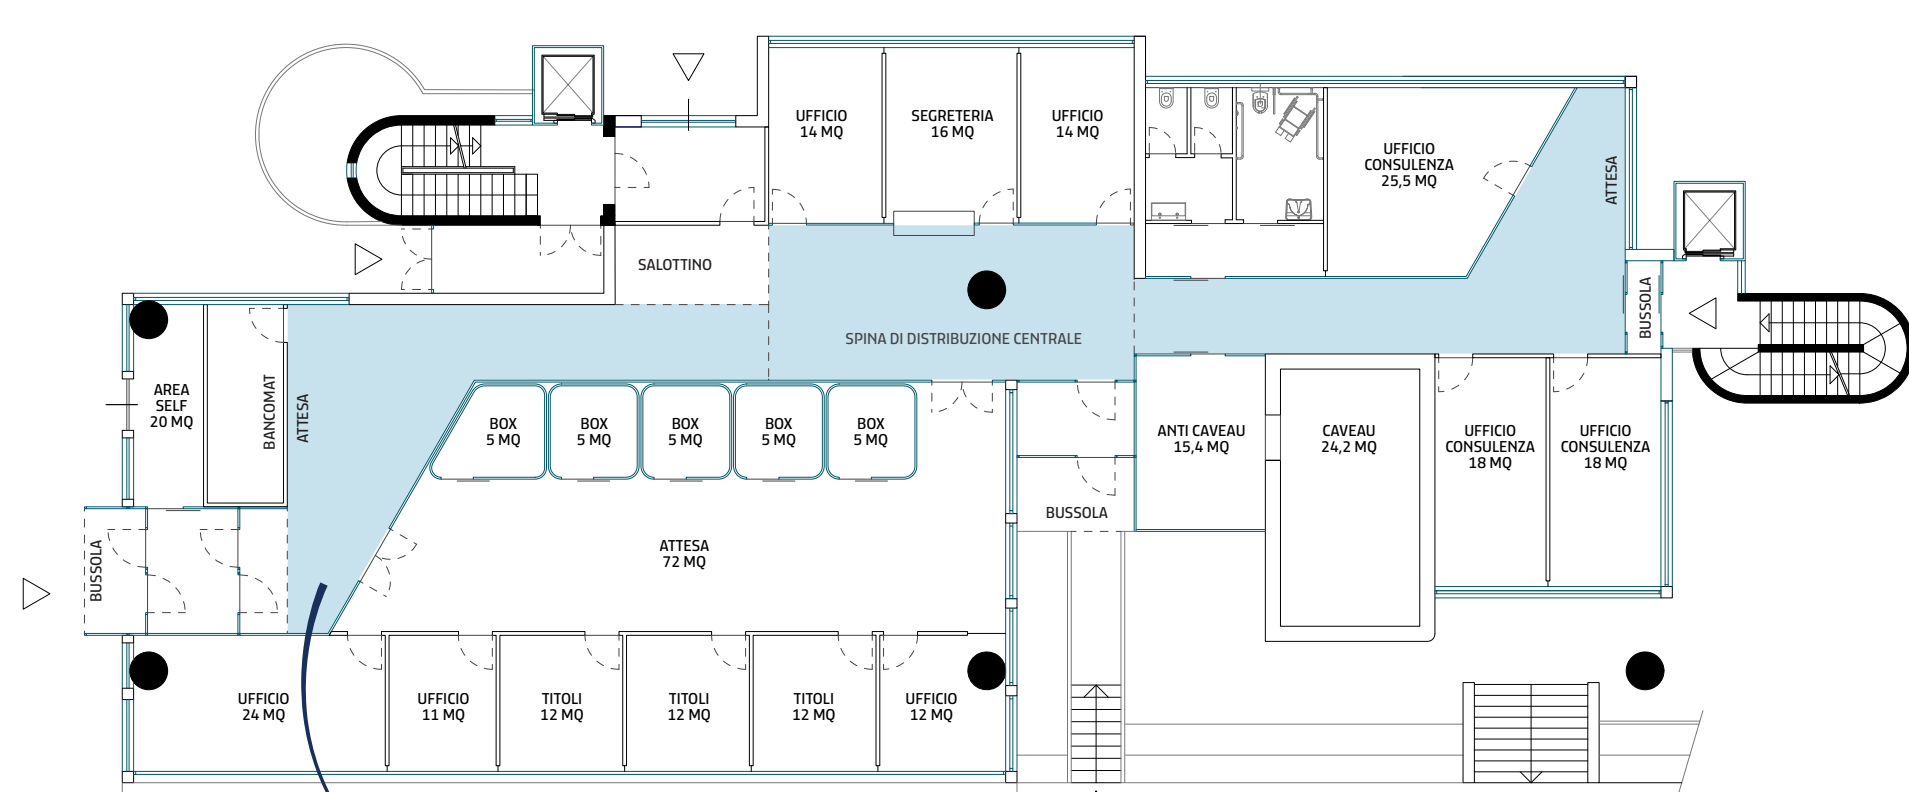 UFFICIO
14 MQ
SEGRETERIA
16 MQ
UFFICIO
14 MQ
UFFICIO
CONSULENZA
25,5 MQ
ATTESA
SALOTTINO
BUSSOLA
SPINA DI DISTRIBUZIONE CENTRALE
AREA
SELF
20 MQ
BANCOMAT
ATTESA
BOX
5 MQ
BOX
5 MQ
BOX
5 MQ
BOX
5 MQ
BOX
5 MQ
ANTI CAVEAU
15,4 MQ
CAVEAU
24,2 MQ
UFFICIO
CONSULENZA
18 MQ
UFFICIO
CONSULENZA
18 MQ
BUSSOLA
BUSSOLA
ATTESA
72 MQ
UFFICIO
24 MQ
UFFICIO
11 MQ
TITOLI
12 MQ
TITOLI
12 MQ
TITOLI
12 MQ
UFFICIO
12 MQ